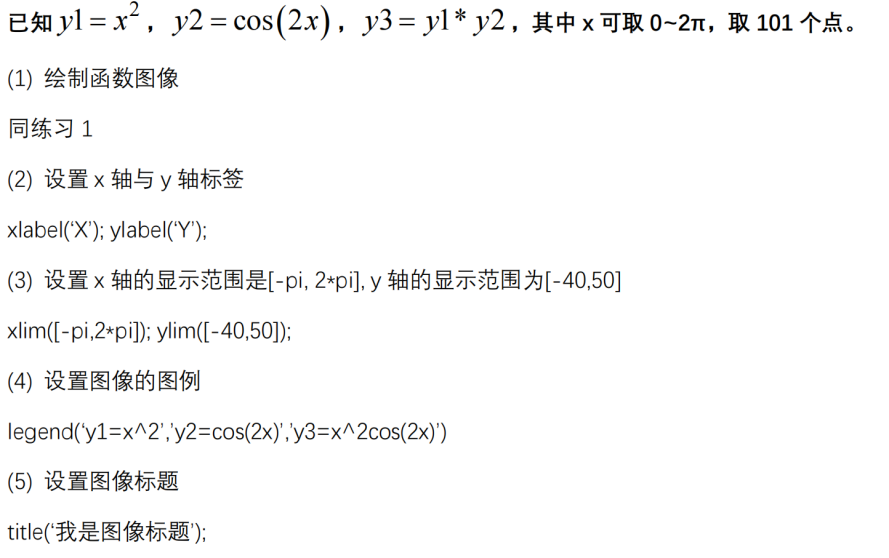 已知 y1 = x²，y2 = cos(2x)，y3 = y1 * y2，其中 x 可取 0~2π，取 101 个点。
(1) 绘制函数图像
同练习 1
(2) 设置 x 轴与 y 轴标签
xlabel(‘X’); ylabel(‘Y’);
(3) 设置 x 轴的显示范围是[-pi, 2*pi], y 轴的显示范围为[-40,50]
xlim([-pi,2*pi]); ylim([-40,50]);
(4) 设置图像的图例
legend(‘y1=x^2’,’y2=cos(2x)’,’y3=x^2cos(2x)’)
(5) 设置图像标题
title(‘我是图像标题’);